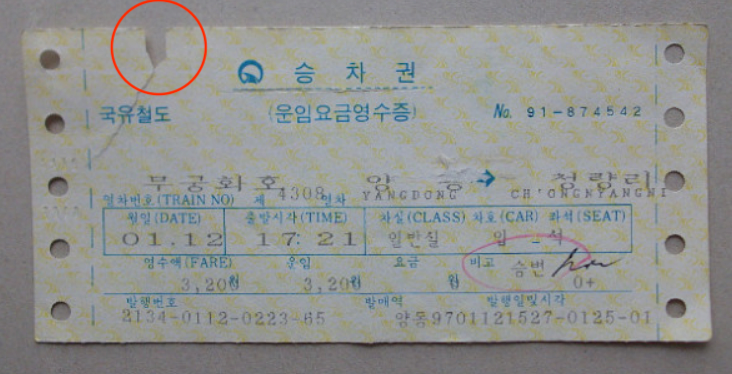 승 차 권
국유철도 (운임요금영수증) No. 91-874542
무궁화호 양 동 → 청량리
열차번호(TRAIN NO) 제 4308 열차 YANGDONG CH'ONGNYANGNI
월일(DATE) 출발시각(TIME) 차실(CLASS) 차호(CAR) 좌석(SEAT)
01.12 17:21 일반실 입 - 석
영수액(FARE) 운임 요금 비고 승변
3,200원 3,200원 원 0+
발행번호 발매역 발행일및시각
2134-0112-0223-65 양동9701121527-0125-01